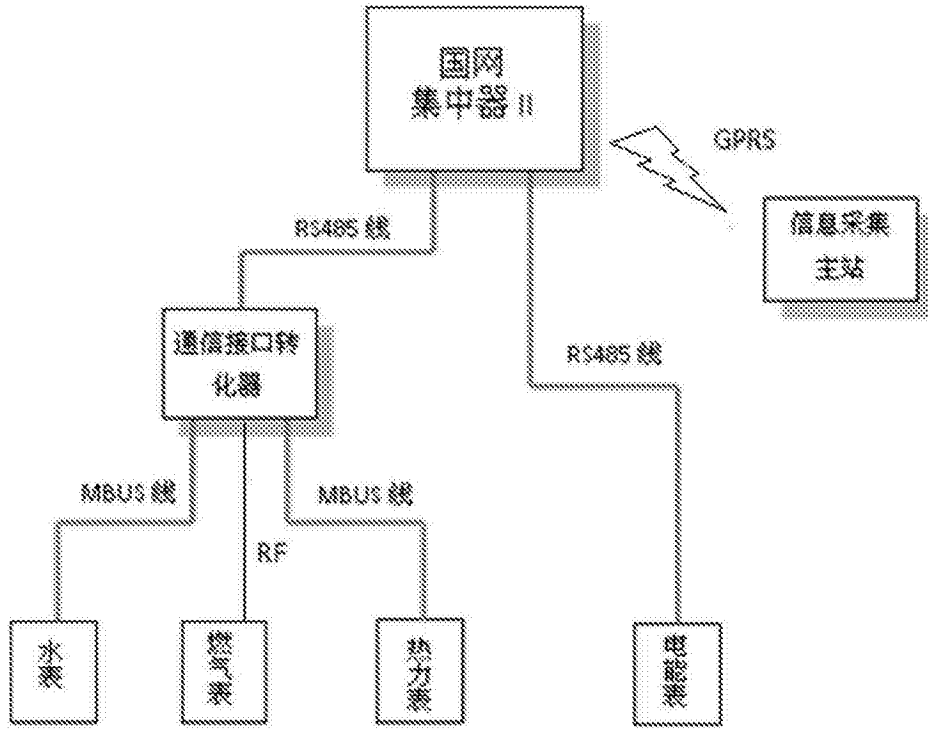 国网
集中器 II
GPRS
信息采集
主站
RS485 线
通信接口转
化器
RS485 线
MBUS 线
MBUS 线
RF
水表
燃气表
热力表
电能表